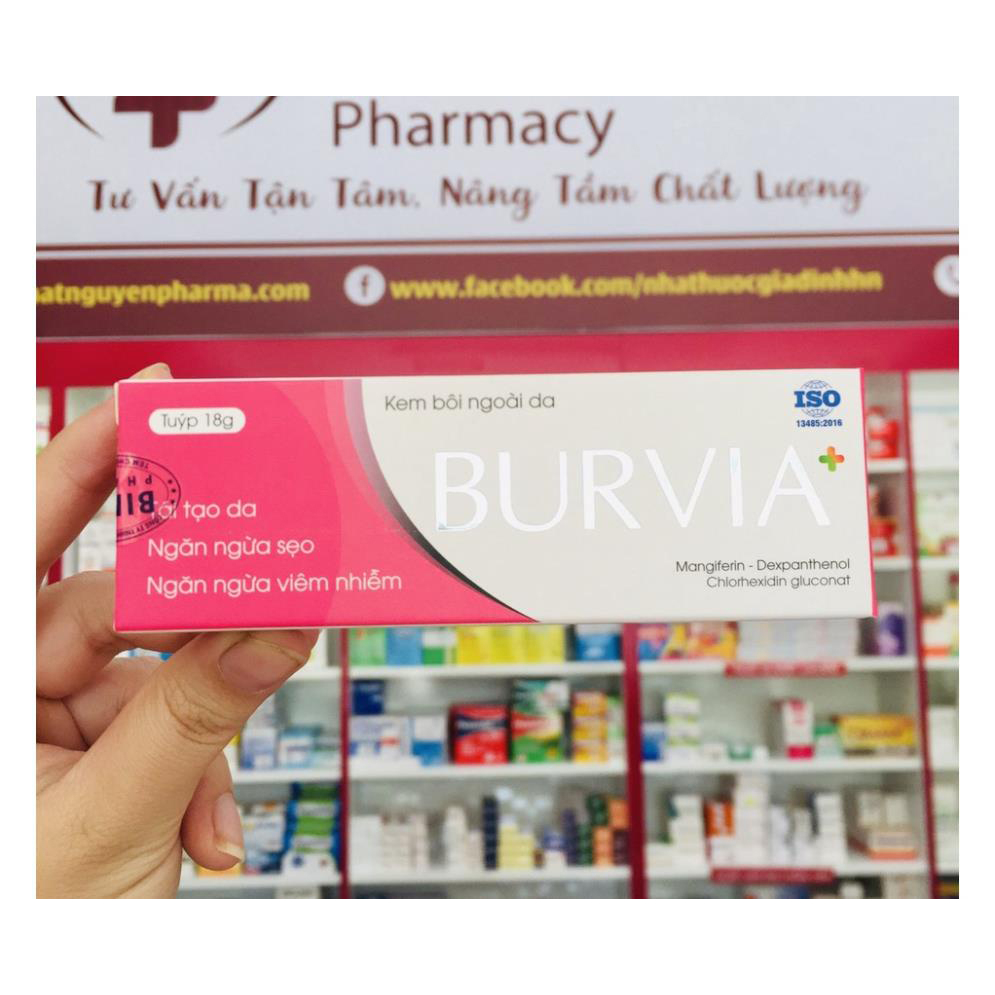 Pharmacy
Tư Vấn Tận Tâm, Nâng Tầm Chất Lượng
atnguyenpharma.com
www.facebook.com/nhathuocgiadinhhn
Tuýp 18g
Kem bôi ngoài da
ISO
13485:2016
BURVIA
Tái tạo da
Ngăn ngừa sẹo
Ngăn ngừa viêm nhiễm
Mangiferin - Dexpanthenol
Chlorhexidin gluconat